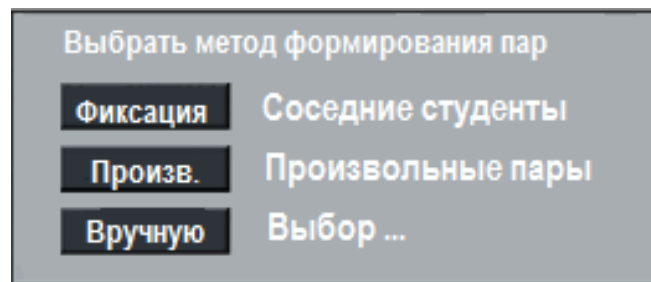 Выбрать метод формирования пар
Фиксация Соседние студенты
Произв. Произвольные пары
Вручную Выбор ...